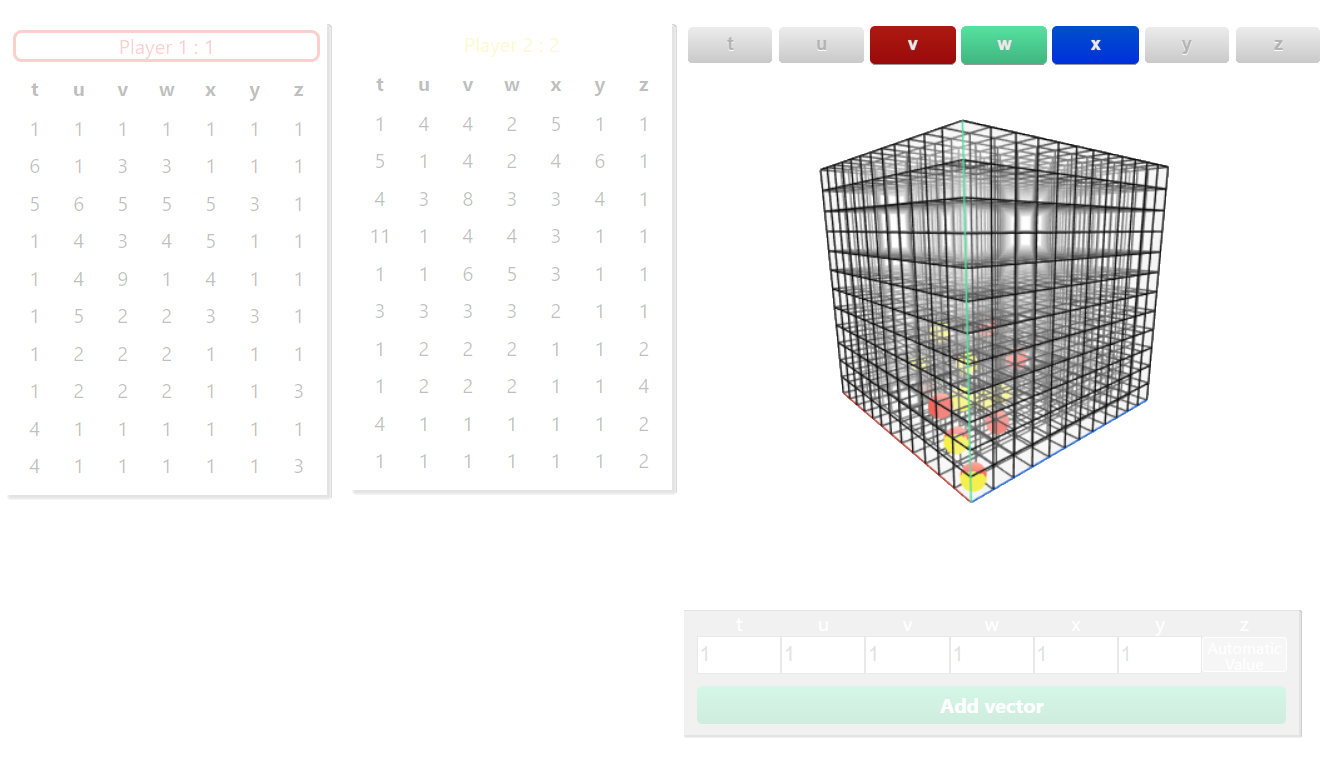 Player 1 : 1
t u v w x y z
1 1 1 1 1 1 1
6 1 3 3 1 1 1
5 6 5 5 5 3 1
1 4 3 4 5 1 1
1 4 9 1 4 1 1
1 5 2 2 3 3 1
1 2 2 2 1 1 1
1 2 2 2 1 1 3
4 1 1 1 1 1 1
4 1 1 1 1 1 3
Player 2 : 2
t u v w x y z
1 4 4 2 5 1 1
5 1 4 2 4 6 1
4 3 8 3 3 4 1
11 1 4 4 3 1 1
1 1 6 5 3 1 1
3 3 3 3 2 1 1
1 2 2 2 1 1 2
1 2 2 2 1 1 4
4 1 1 1 1 1 2
1 1 1 1 1 1 2
t u v w x y z
t u v w x y z
1 1 1 1 1 1 Automatic
Value
Add vector